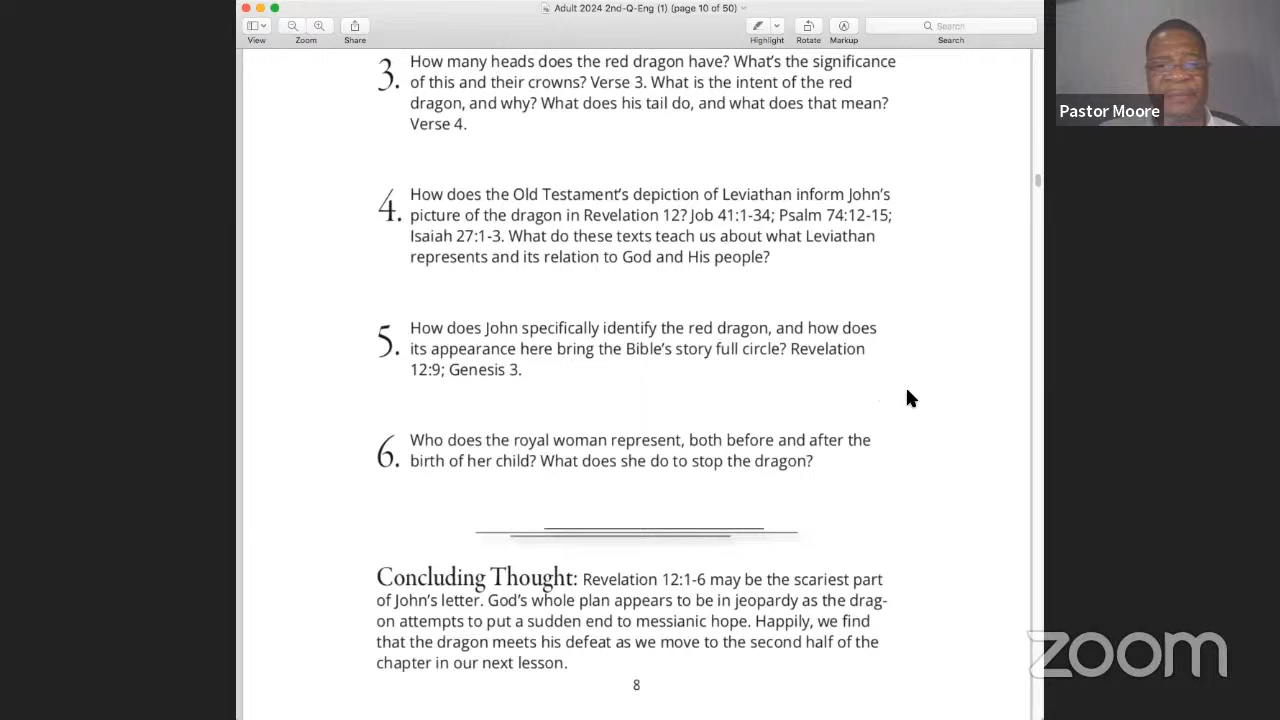 Adult 2024 2nd-Q-Eng (1) (page 10 of 50)
View
Zoom
Share
Highlight
Rotate
Markup
Search
Search
3. How many heads does the red dragon have? What's the significance
of this and their crowns? Verse 3. What is the intent of the red
dragon, and why? What does his tail do, and what does that mean?
Verse 4.
4. How does the Old Testament's depiction of Leviathan inform John's
picture of the dragon in Revelation 12? Job 41:1-34; Psalm 74:12-15;
Isaiah 27:1-3. What do these texts teach us about what Leviathan
represents and its relation to God and His people?
5. How does John specifically identify the red dragon, and how does
its appearance here bring the Bible's story full circle? Revelation
12:9; Genesis 3.
6. Who does the royal woman represent, both before and after the
birth of her child? What does she do to stop the dragon?
Concluding Thought: Revelation 12:1-6 may be the scariest part
of John's letter. God's whole plan appears to be in jeopardy as the drag-
on attempts to put a sudden end to messianic hope. Happily, we find
that the dragon meets his defeat as we move to the second half of the
chapter in our next lesson.
8
Pastor Moore
zoom